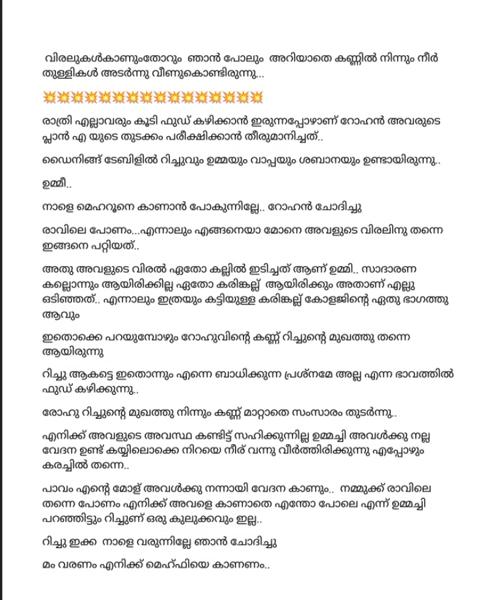 വിരലുകൾകാണുംതോറും ഞാൻ പോലും അറിയാതെ കണ്ണിൽ നിന്നും നീർ
തുള്ളികൾ അടർന്നു വീണുകൊണ്ടിരുന്നു...
💥💥💥💥💥💥💥💥💥💥💥💥💥💥💥💥💥
രാത്രി എല്ലാവരും കൂടി ഫുഡ് കഴിക്കാൻ ഇരുന്നപ്പോഴാണ് റോഹൻ അവരുടെ
പ്ലാൻ എ യുടെ തുടക്കം പരീക്ഷിക്കാൻ തീരുമാനിച്ചത്..
ഡൈനിങ്ങ് ടേബിളിൽ റിച്ചുവും ഉമ്മയും വാപ്പയും ശബാനയും ഉണ്ടായിരുന്നു..
ഉമ്മീ..
നാളെ മെഹറൂനെ കാണാൻ പോകുന്നില്ലേ.. റോഹൻ ചോദിച്ചു
രാവിലെ പോണം...എന്നാലും എങ്ങനെയാ മോനെ അവളുടെ വിരലിനു തന്നെ
ഇങ്ങനെ പറ്റിയത്..
അതു അവളുടെ വിരൽ ഏതോ കല്ലിൽ ഇടിച്ചത് ആണ് ഉമ്മി.. സാദാരണ
കല്ലൊന്നും ആയിരിക്കില്ല ഏതോ കരിങ്കല്ല് ആയിരിക്കും അതാണ് എല്ലു
ഒടിഞ്ഞത്.. എന്നാലും ഇത്രയും കട്ടിയുള്ള കരിങ്കല്ല് കോളജിന്റെ ഏതു ഭാഗത്തു
ആവും
ഇതൊക്കെ പറയുമ്പോഴും റോഹുവിന്റെ കണ്ണ് റിച്ചുന്റെ മുഖത്തു തന്നെ
ആയിരുന്നു
റിച്ചു ആകട്ടെ ഇതൊന്നും എന്നെ ബാധിക്കുന്ന പ്രശ്നമേ അല്ല എന്ന ഭാവത്തിൽ
ഫുഡ് കഴിക്കുന്നു..
രോഹു റിച്ചുന്റെ മുഖത്തു നിന്നും കണ്ണ് മാറ്റാതെ സംസാരം തുടർന്നു..
എനിക്ക് അവളുടെ അവസ്ഥ കണ്ടിട്ട് സഹിക്കുന്നില്ല ഉമ്മച്ചി അവൾക്കു നല്ല
വേദന ഉണ്ട് കയ്യിലൊക്കെ നിറയെ നീര് വന്നു വീർത്തിരിക്കുന്നു എപ്പോഴും
കരച്ചിൽ തന്നെ..
പാവം എന്റെ മോള് അവൾക്കു നന്നായി വേദന കാണും.. നമ്മുക്ക് രാവിലെ
തന്നെ പോണം എനിക്ക് അവളെ കാണാതെ എന്തോ പോലെ എന്ന് ഉമ്മച്ചി
പറഞ്ഞിട്ടും റിച്ചുണ് ഒരു കുലുക്കവും ഇല്ല..
റിച്ചു ഇക്ക നാളെ വരുന്നില്ലേ ഞാൻ ചോദിച്ചു
മം വരണം എനിക്ക് മെഹ്ഫിയെ കാണണം..